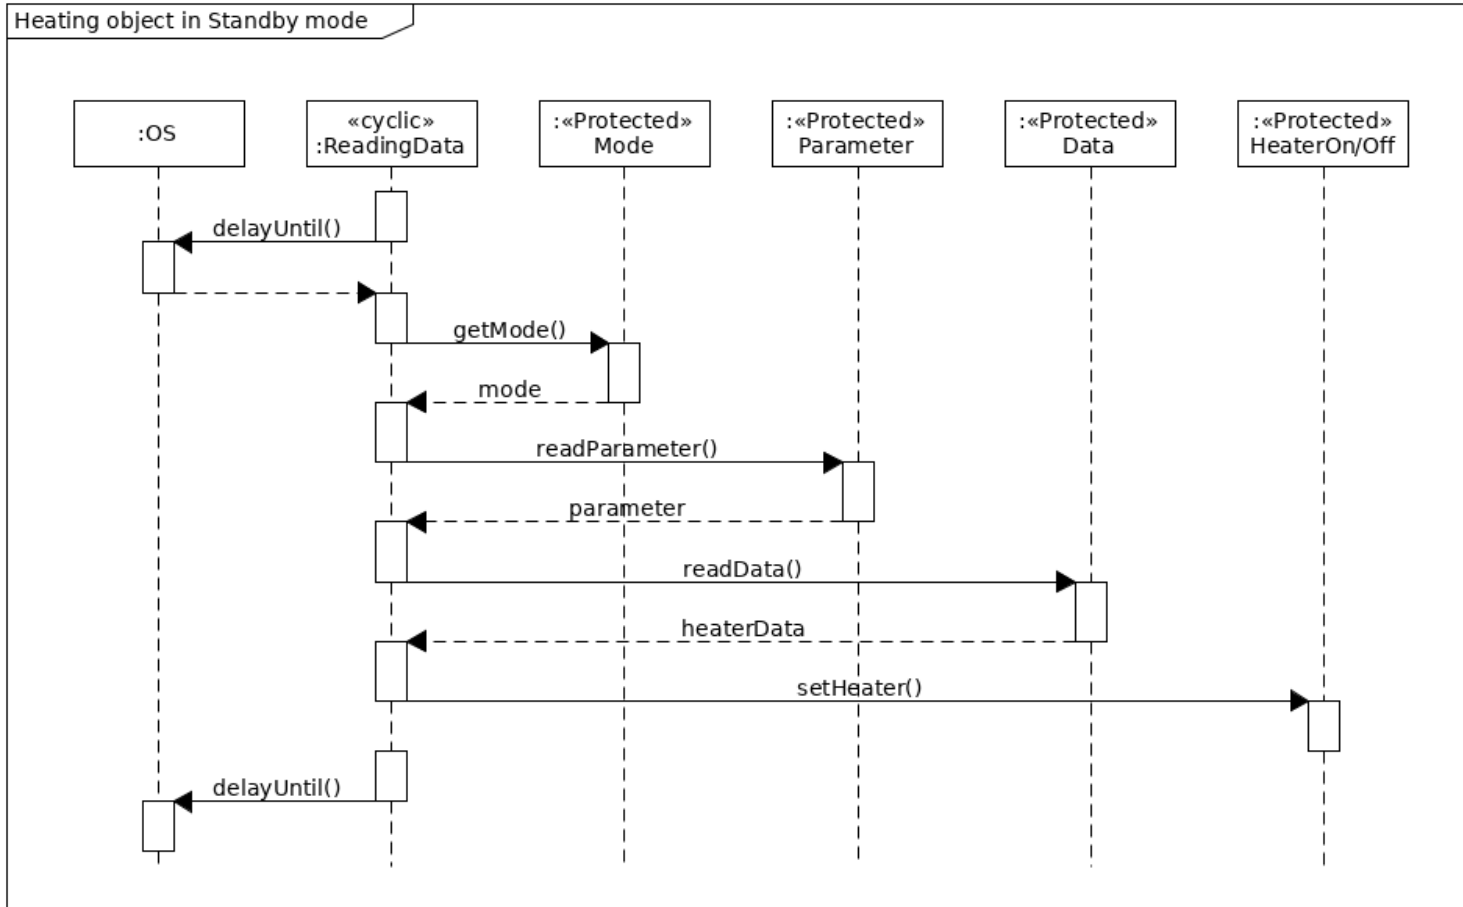 Heating object in Standby mode
:OS
«cyclic»
:ReadingData
:«Protected»
Mode
:«Protected»
Parameter
:«Protected»
Data
:«Protected»
HeaterOn/Off
delayUntil()
getMode()
mode
readParameter()
parameter
readData()
heaterData
setHeater()
delayUntil()